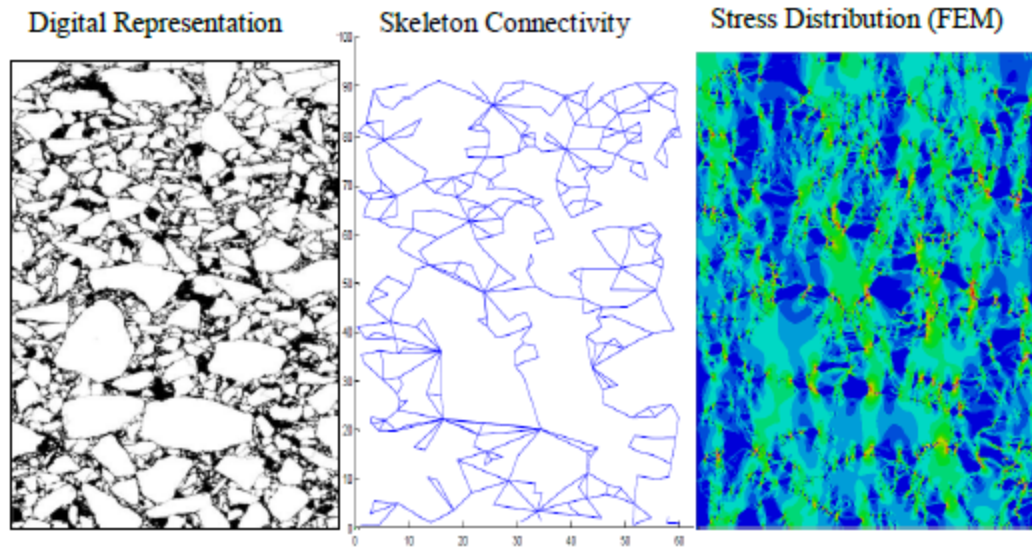 Digital Representation
Skeleton Connectivity
Stress Distribution (FEM)
100
90
80
70
60
50
40
30
20
10
0
0 10 20 30 40 50 60